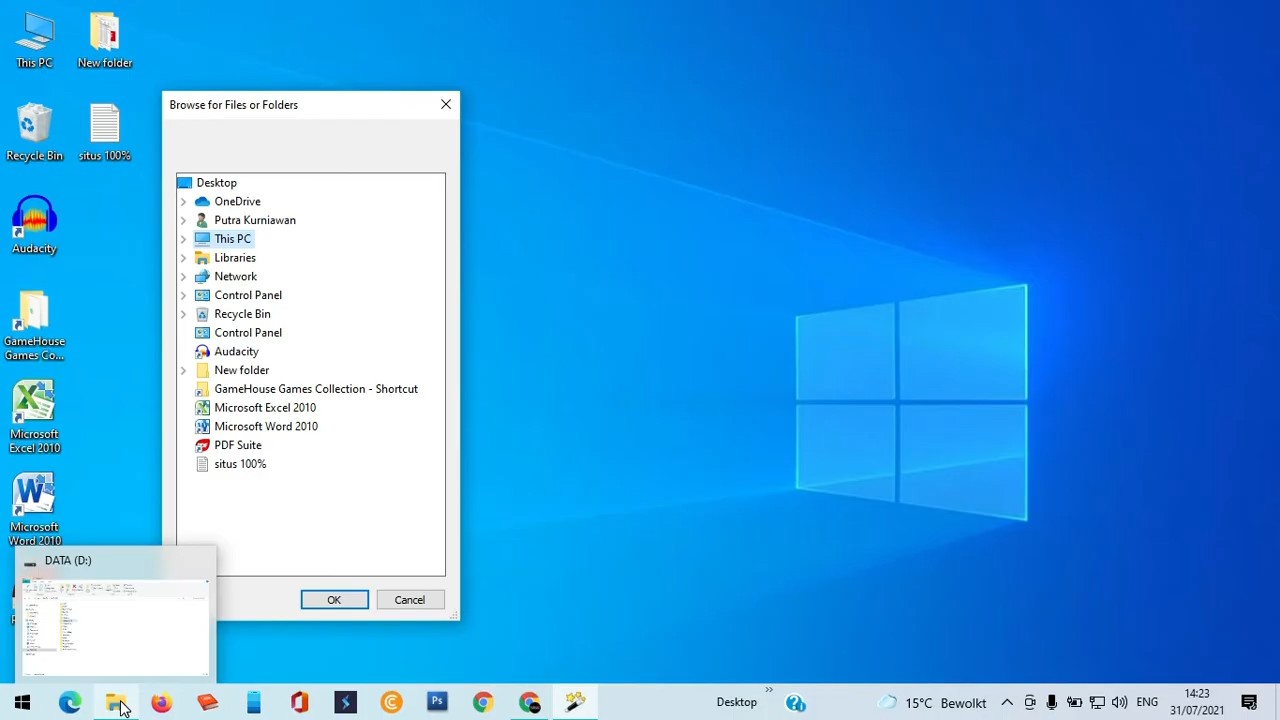 This PC
New folder
Recycle Bin
situs 100%
Audacity
GameHouse
Games Co...
Microsoft
Excel 2010
Microsoft
Word 2010
Browse for Files or Folders
Desktop
OneDrive
Putra Kurniawan
This PC
Libraries
Network
Control Panel
Recycle Bin
Control Panel
Audacity
New folder
GameHouse Games Collection - Shortcut
Microsoft Excel 2010
Microsoft Word 2010
PDF Suite
situs 100%
OK
Cancel
DATA (D:)
Ps
Desktop
15°C Bewolkt
ENG
14:23
31/07/2021